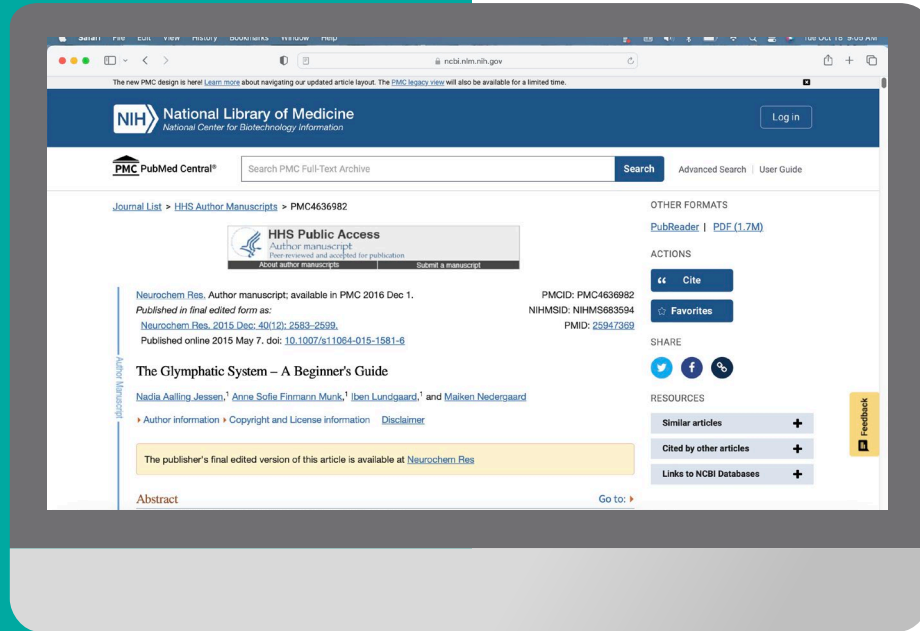 Safari File Edit View History Bookmarks Window Help Tue Oct 18 9:05 AM
ncbi.nlm.nih.gov
The new PMC design is here! Learn more about navigating our updated article layout. The PMC legacy view will also be available for a limited time.
NIH National Library of Medicine
National Center for Biotechnology Information
Log in
PMC PubMed Central®
Search PMC Full-Text Archive
Search
Advanced Search | User Guide
Journal List > HHS Author Manuscripts > PMC4636982
HHS Public Access
Author manuscript
Peer-reviewed and accepted for publication
About author manuscripts Submit a manuscript
Neurochem Res. Author manuscript; available in PMC 2016 Dec 1.
Published in final edited form as:
Neurochem Res. 2015 Dec; 40(12): 2583–2599.
Published online 2015 May 7. doi: 10.1007/s11064-015-1581-6
PMCID: PMC4636982
NIHMSID: NIHMS683594
PMID: 25947369
Author Manuscript
The Glymphatic System – A Beginner's Guide
Nadia Aalling Jessen,1 Anne Sofie Finmann Munk,1 Iben Lundgaard,1 and Maiken Nedergaard
Author information Copyright and License information Disclaimer
The publisher's final edited version of this article is available at Neurochem Res
Abstract
Go to:
OTHER FORMATS
PubReader | PDF (1.7M)
ACTIONS
Cite
Favorites
SHARE
RESOURCES
Similar articles
Cited by other articles
Links to NCBI Databases
Feedback